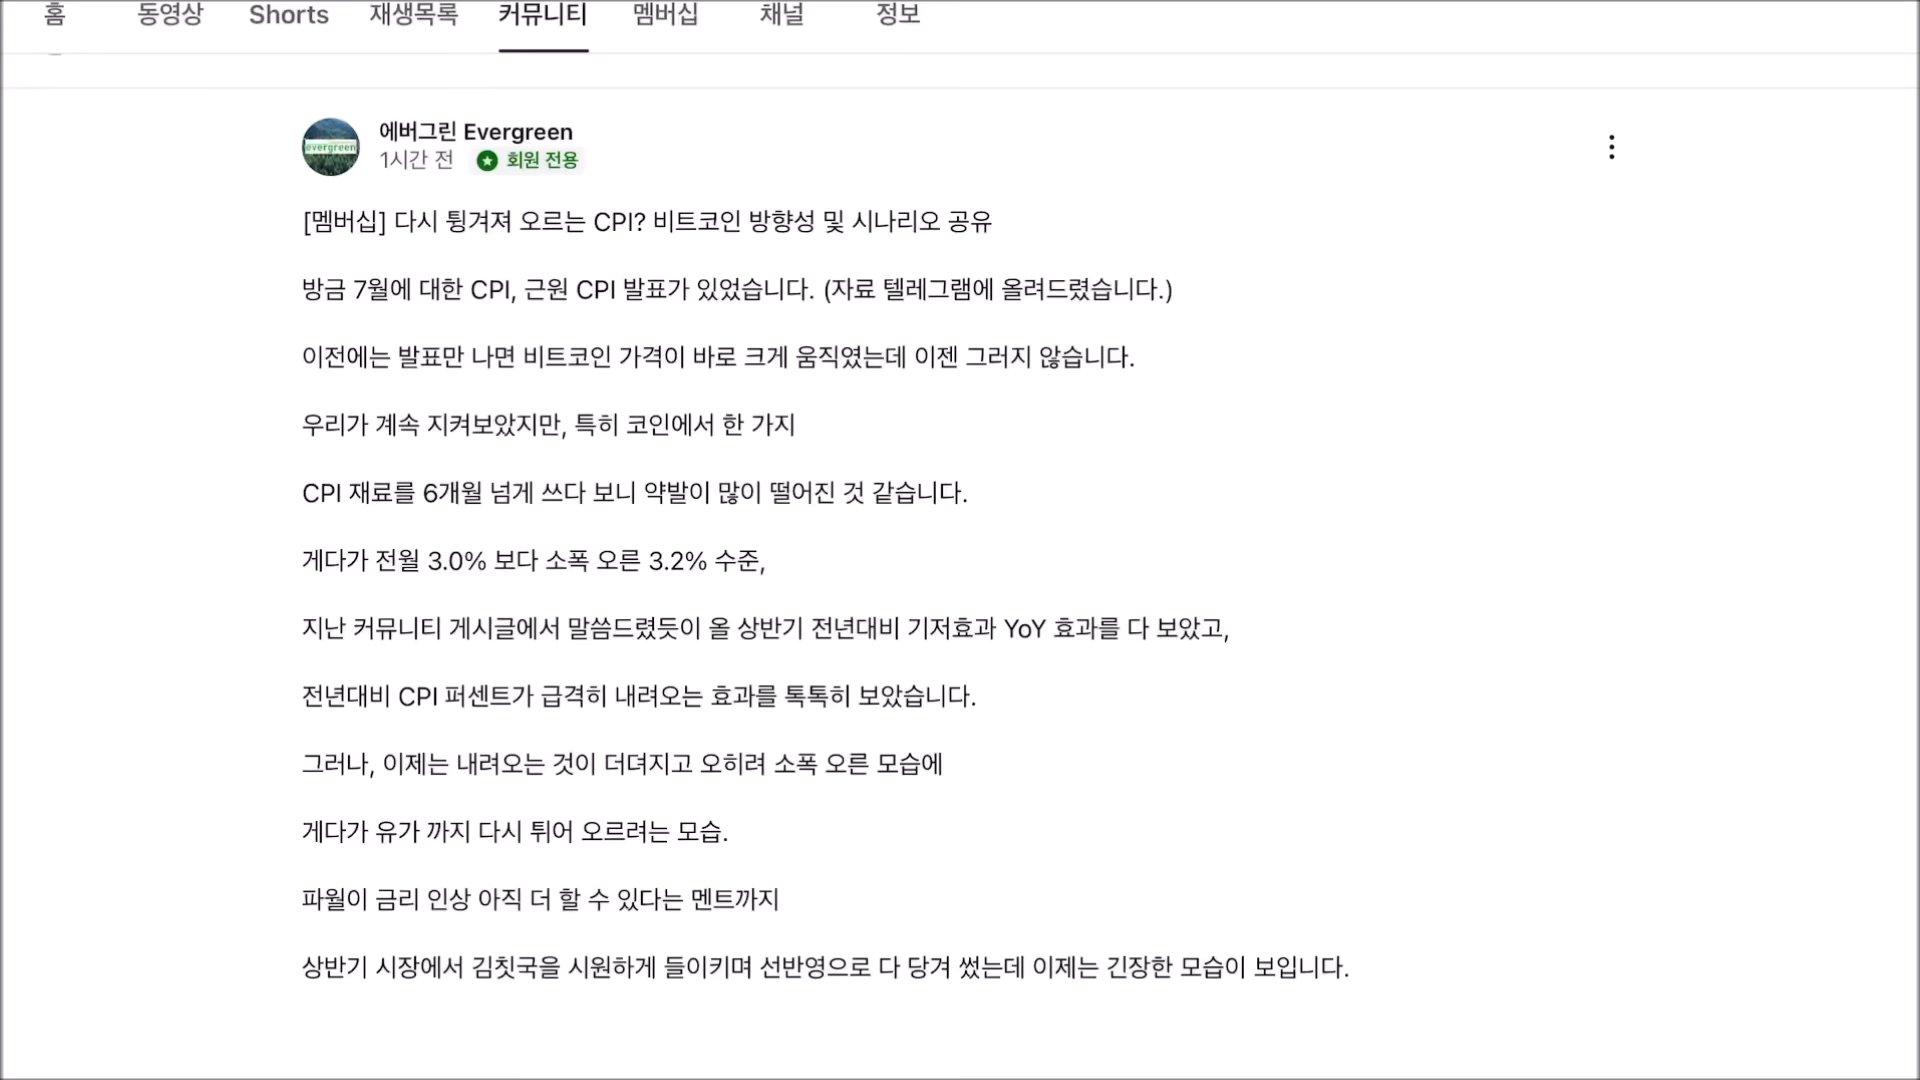 홈 동영상 Shorts 재생목록 커뮤니티 멤버십 채널 정보
evergreen
에버그린 Evergreen
1시간 전 회원 전용
[멤버십] 다시 튕겨져 오르는 CPI? 비트코인 방향성 및 시나리오 공유
방금 7월에 대한 CPI, 근원 CPI 발표가 있었습니다. (자료 텔레그램에 올려드렸습니다.)
이전에는 발표만 나면 비트코인 가격이 바로 크게 움직였는데 이젠 그러지 않습니다.
우리가 계속 지켜보았지만, 특히 코인에서 한 가지
CPI 재료를 6개월 넘게 쓰다 보니 약발이 많이 떨어진 것 같습니다.
게다가 전월 3.0% 보다 소폭 오른 3.2% 수준,
지난 커뮤니티 게시글에서 말씀드렸듯이 올 상반기 전년대비 기저효과 YoY 효과를 다 보았고,
전년대비 CPI 퍼센트가 급격히 내려오는 효과를 톡톡히 보았습니다.
그러나, 이제는 내려오는 것이 더뎌지고 오히려 소폭 오른 모습에
게다가 유가 까지 다시 튀어 오르려는 모습.
파월이 금리 인상 아직 더 할 수 있다는 멘트까지
상반기 시장에서 김칫국을 시원하게 들이키며 선반영으로 다 당겨 썼는데 이제는 긴장한 모습이 보입니다.